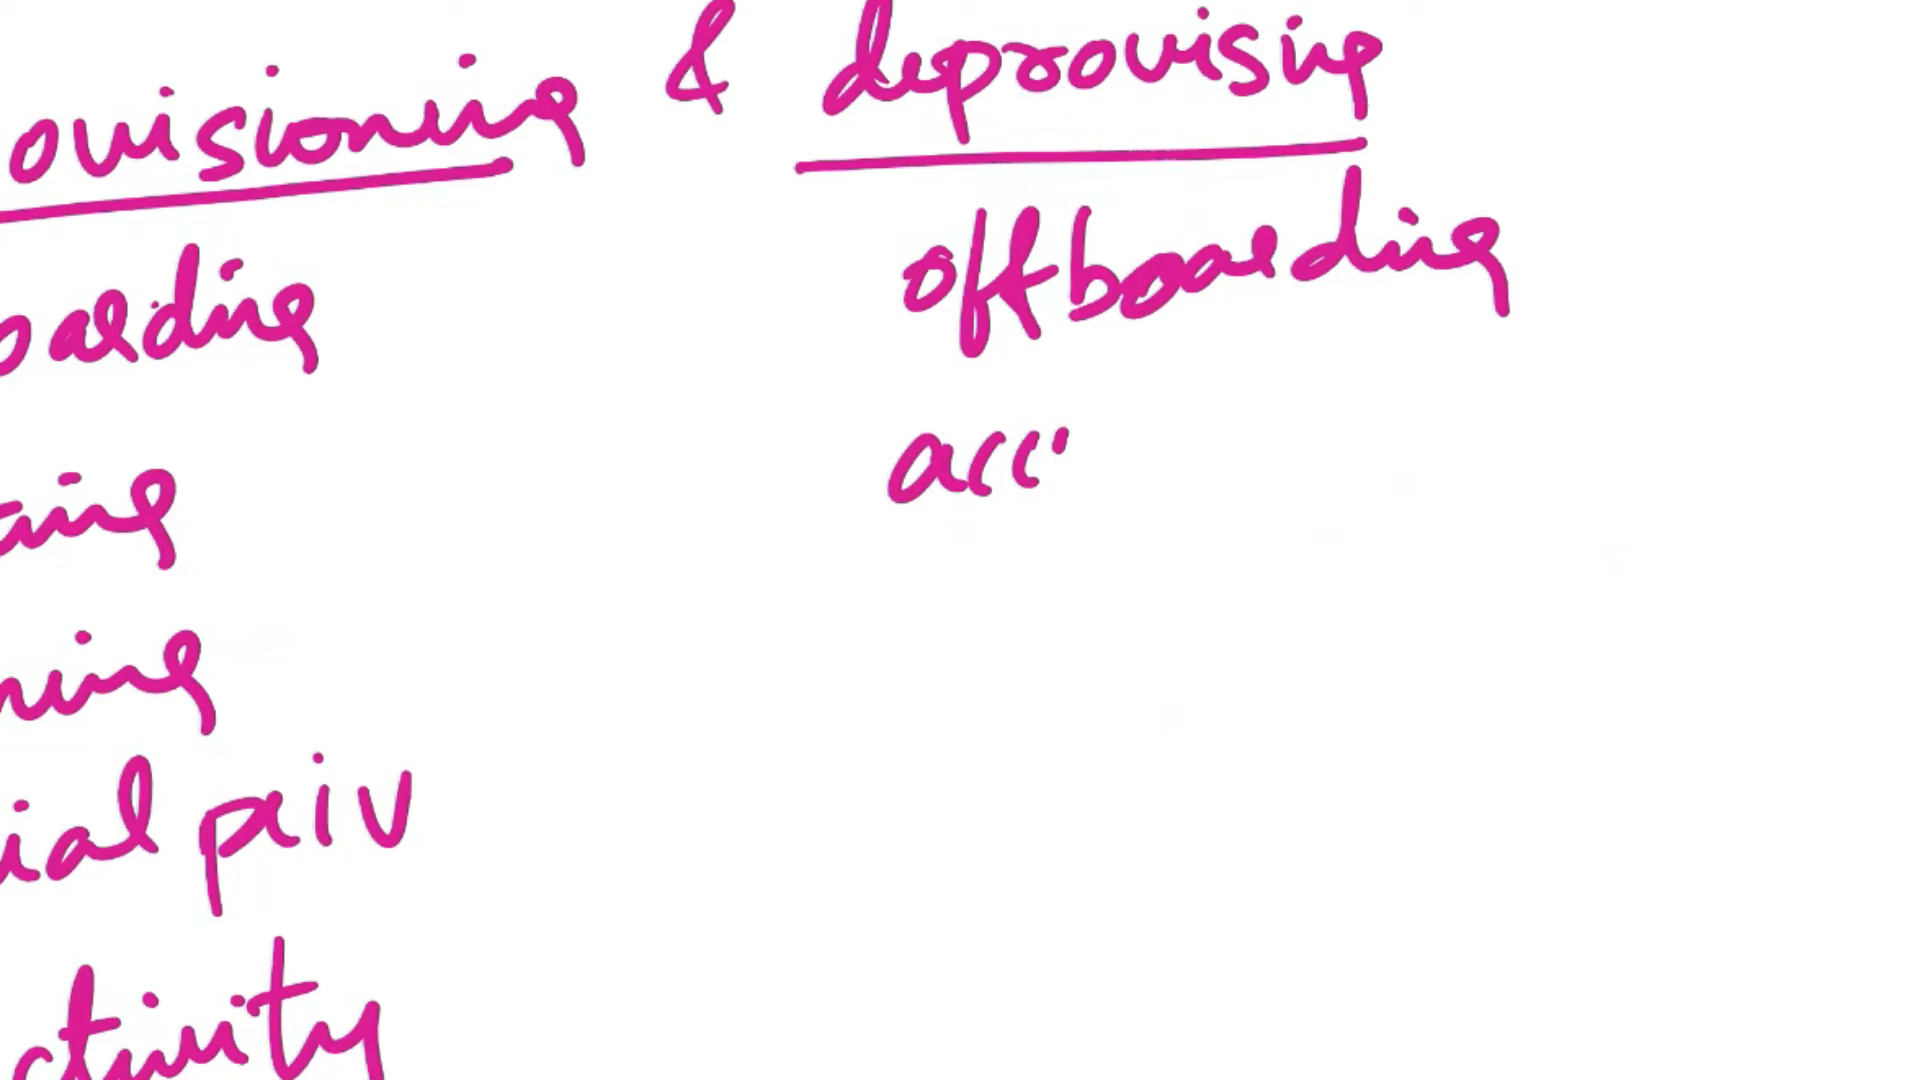 ovisioning & deprovising
oarding offboarding
aing acc
ning
ial priv
ctivity